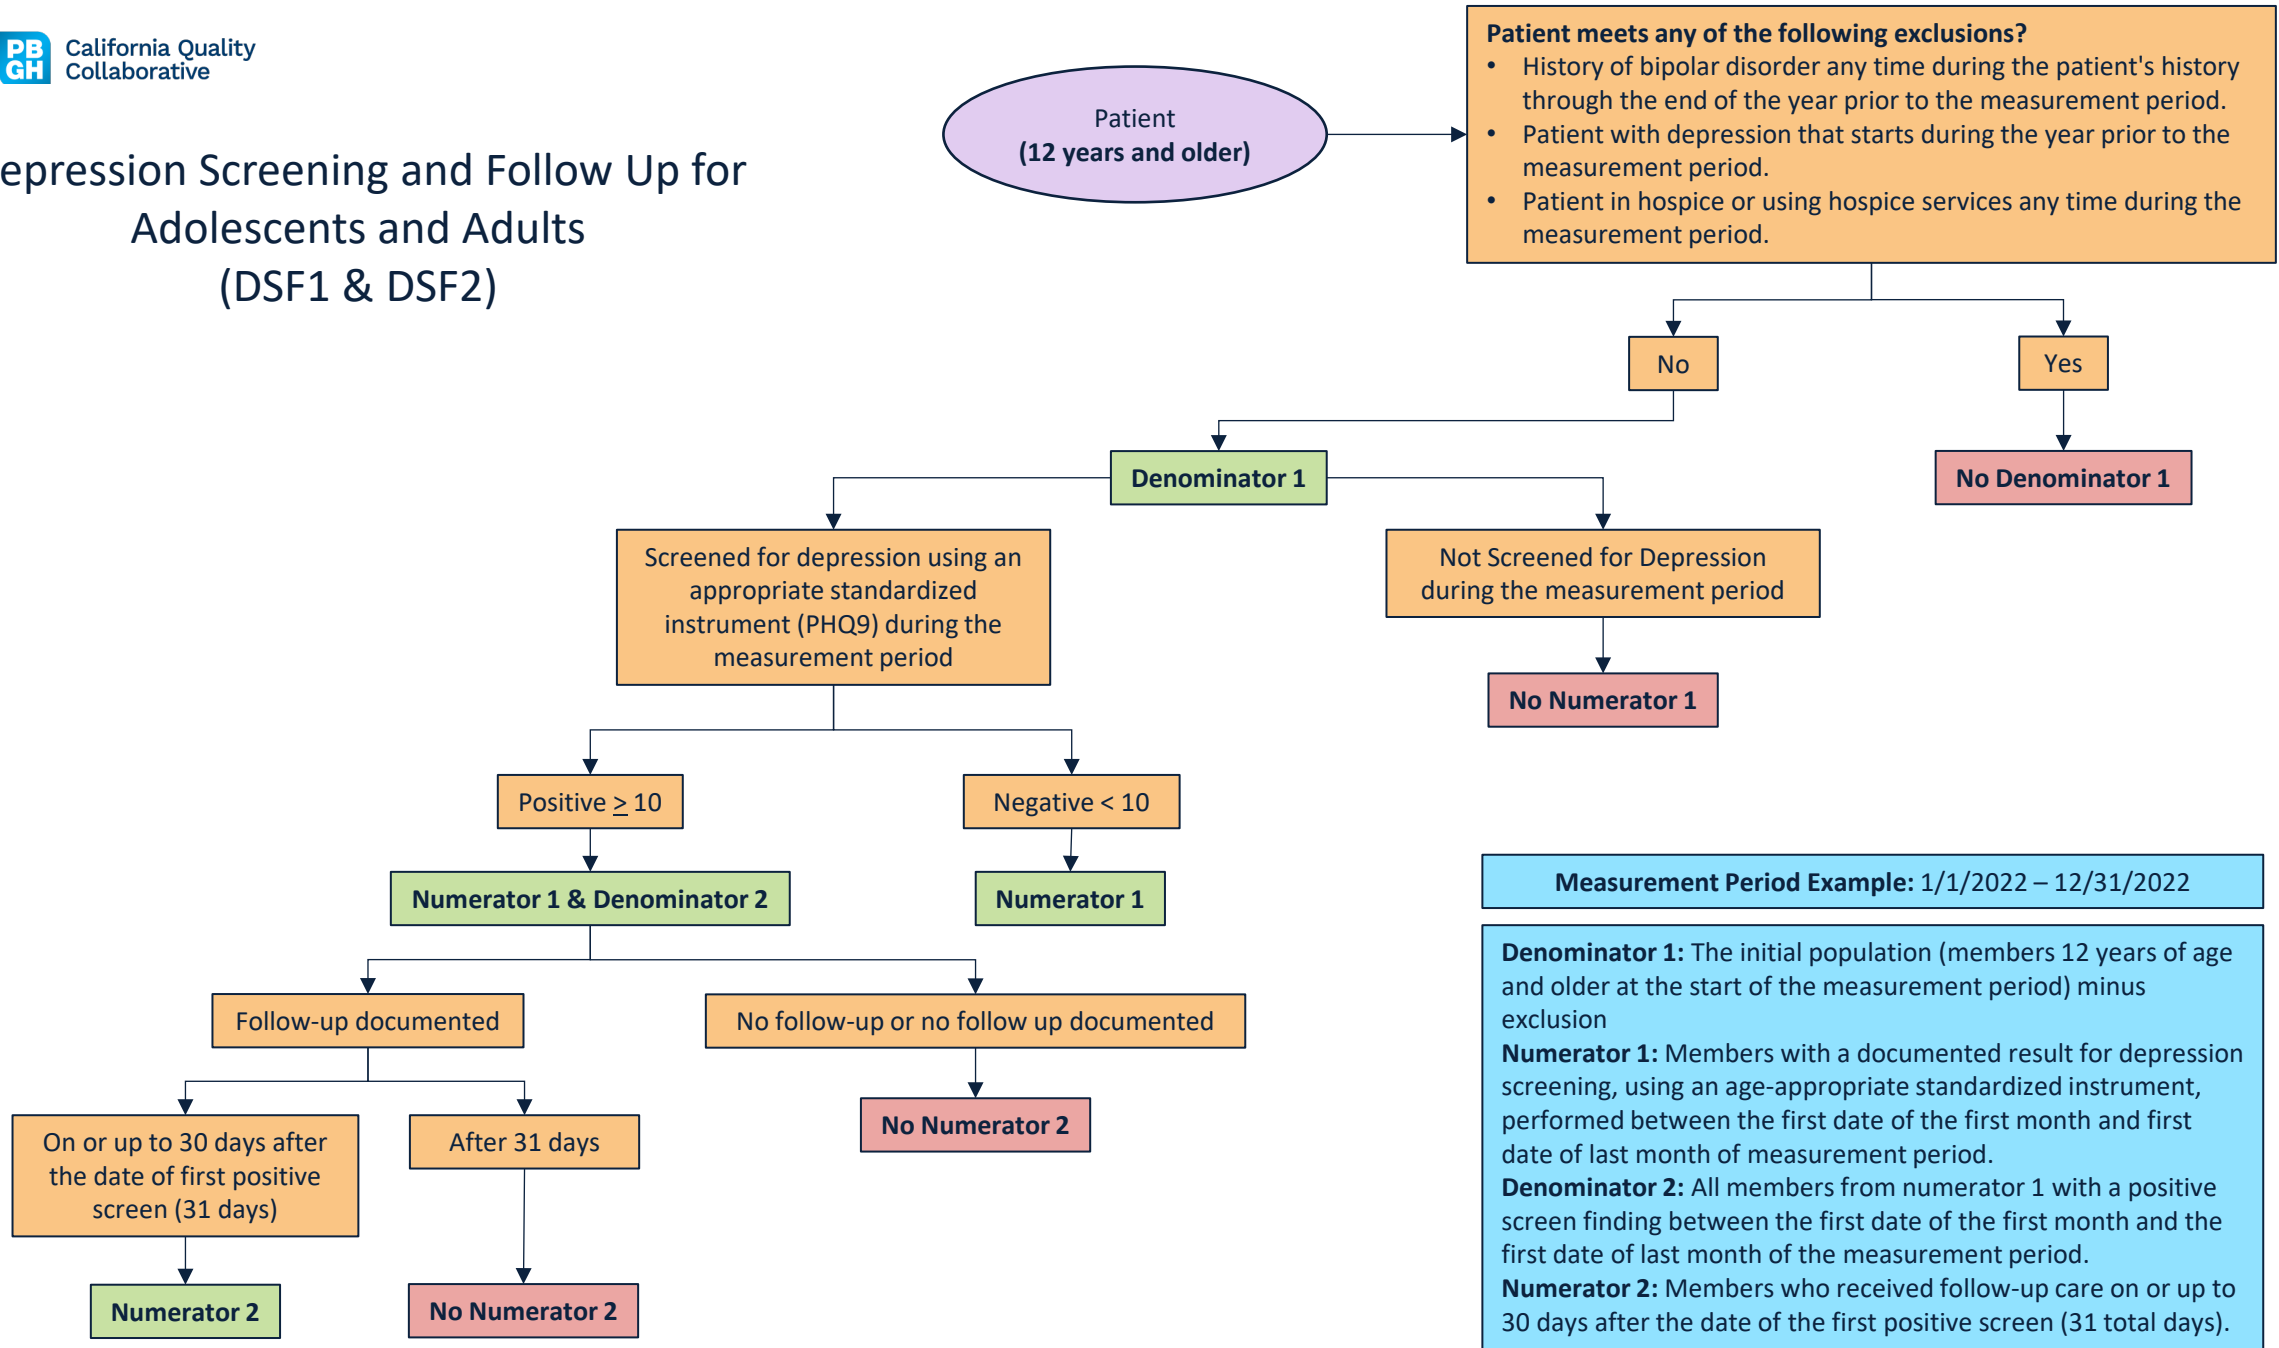 PB
GH
California Quality
Collaborative
epression Screening and Follow Up for
Adolescents and Adults
(DSF1 & DSF2)
Patient
(12 years and older)
Patient meets any of the following exclusions?
• History of bipolar disorder any time during the patient's history
through the end of the year prior to the measurement period.
• Patient with depression that starts during the year prior to the
measurement period.
• Patient in hospice or using hospice services any time during the
measurement period.
No
Yes
Denominator 1
No Denominator 1
Screened for depression using an
appropriate standardized
instrument (PHQ9) during the
measurement period
Not Screened for Depression
during the measurement period
No Numerator 1
Positive ≥ 10
Negative < 10
Numerator 1 & Denominator 2
Numerator 1
Follow-up documented
No follow-up or no follow up documented
On or up to 30 days after
the date of first positive
screen (31 days)
After 31 days
No Numerator 2
Numerator 2
No Numerator 2
Measurement Period Example: 1/1/2022 – 12/31/2022
Denominator 1: The initial population (members 12 years of age
and older at the start of the measurement period) minus
exclusion
Numerator 1: Members with a documented result for depression
screening, using an age-appropriate standardized instrument,
performed between the first date of the first month and first
date of last month of measurement period.
Denominator 2: All members from numerator 1 with a positive
screen finding between the first date of the first month and the
first date of last month of the measurement period.
Numerator 2: Members who received follow-up care on or up to
30 days after the date of the first positive screen (31 total days).